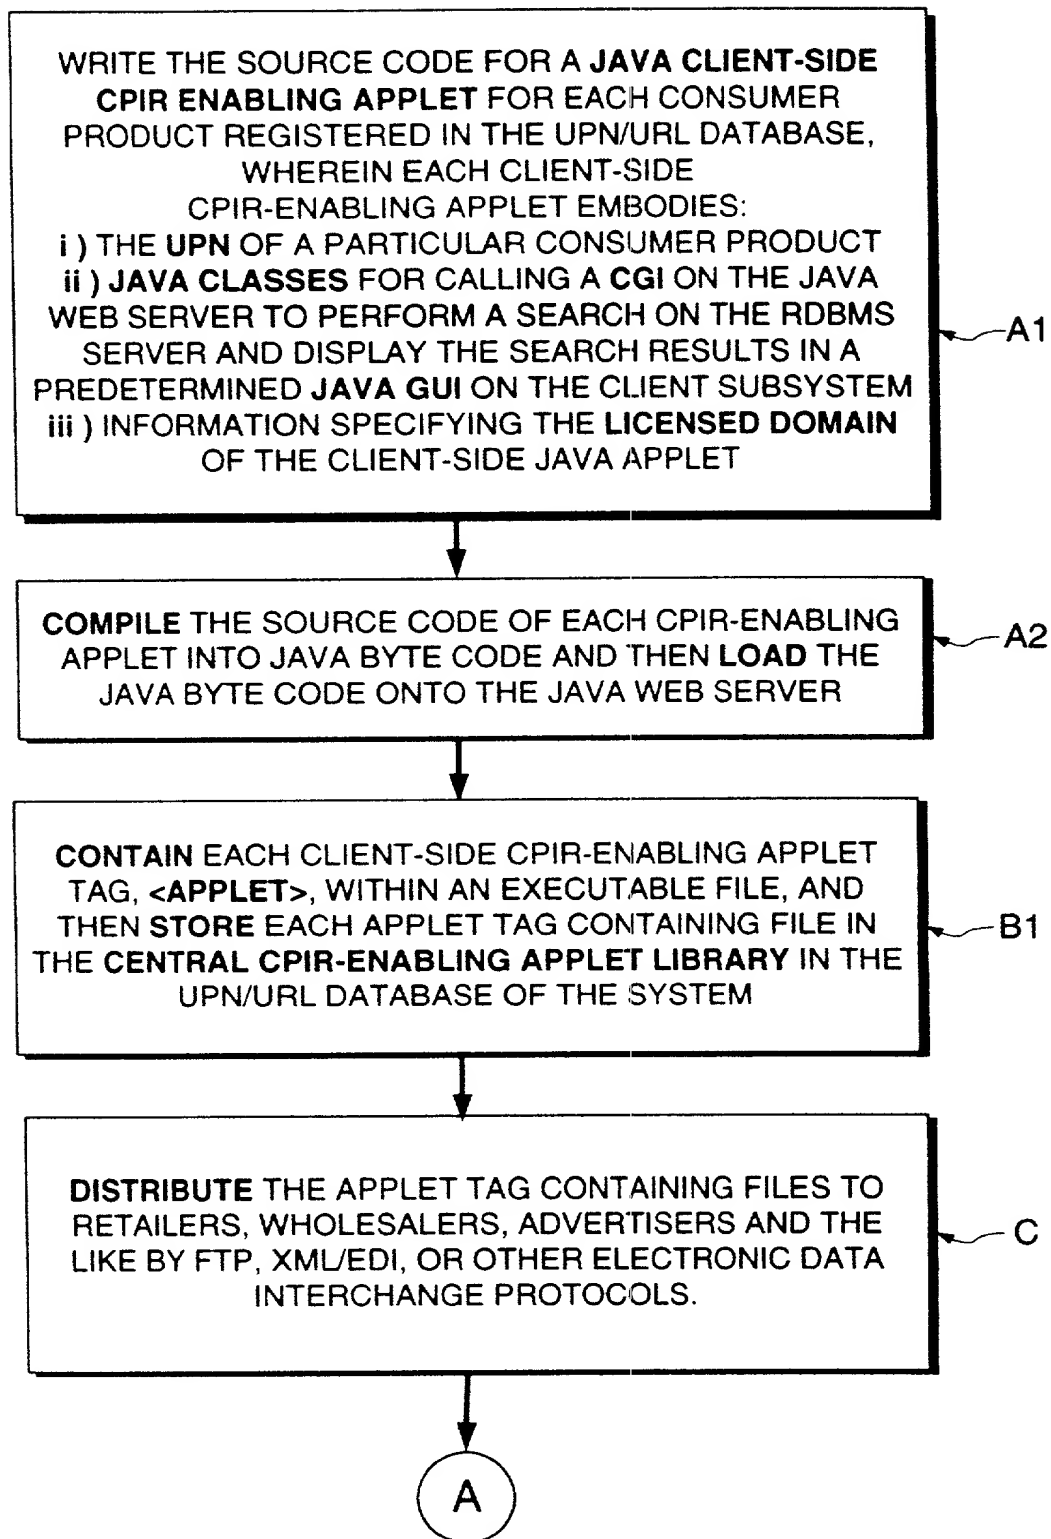 WRITE THE SOURCE CODE FOR A JAVA CLIENT-SIDE
CPIR ENABLING APPLET FOR EACH CONSUMER
PRODUCT REGISTERED IN THE UPN/URL DATABASE,
WHEREIN EACH CLIENT-SIDE
CPIR-ENABLING APPLET EMBODIES:
i ) THE UPN OF A PARTICULAR CONSUMER PRODUCT
ii ) JAVA CLASSES FOR CALLING A CGI ON THE JAVA
WEB SERVER TO PERFORM A SEARCH ON THE RDBMS
SERVER AND DISPLAY THE SEARCH RESULTS IN A
PREDETERMINED JAVA GUI ON THE CLIENT SUBSYSTEM
iii ) INFORMATION SPECIFYING THE LICENSED DOMAIN
OF THE CLIENT-SIDE JAVA APPLET
A1
COMPILE THE SOURCE CODE OF EACH CPIR-ENABLING
APPLET INTO JAVA BYTE CODE AND THEN LOAD THE
JAVA BYTE CODE ONTO THE JAVA WEB SERVER
A2
CONTAIN EACH CLIENT-SIDE CPIR-ENABLING APPLET
TAG, <APPLET>, WITHIN AN EXECUTABLE FILE, AND
THEN STORE EACH APPLET TAG CONTAINING FILE IN
THE CENTRAL CPIR-ENABLING APPLET LIBRARY IN THE
UPN/URL DATABASE OF THE SYSTEM
B1
DISTRIBUTE THE APPLET TAG CONTAINING FILES TO
RETAILERS, WHOLESALERS, ADVERTISERS AND THE
LIKE BY FTP, XML/EDI, OR OTHER ELECTRONIC DATA
INTERCHANGE PROTOCOLS.
C
A